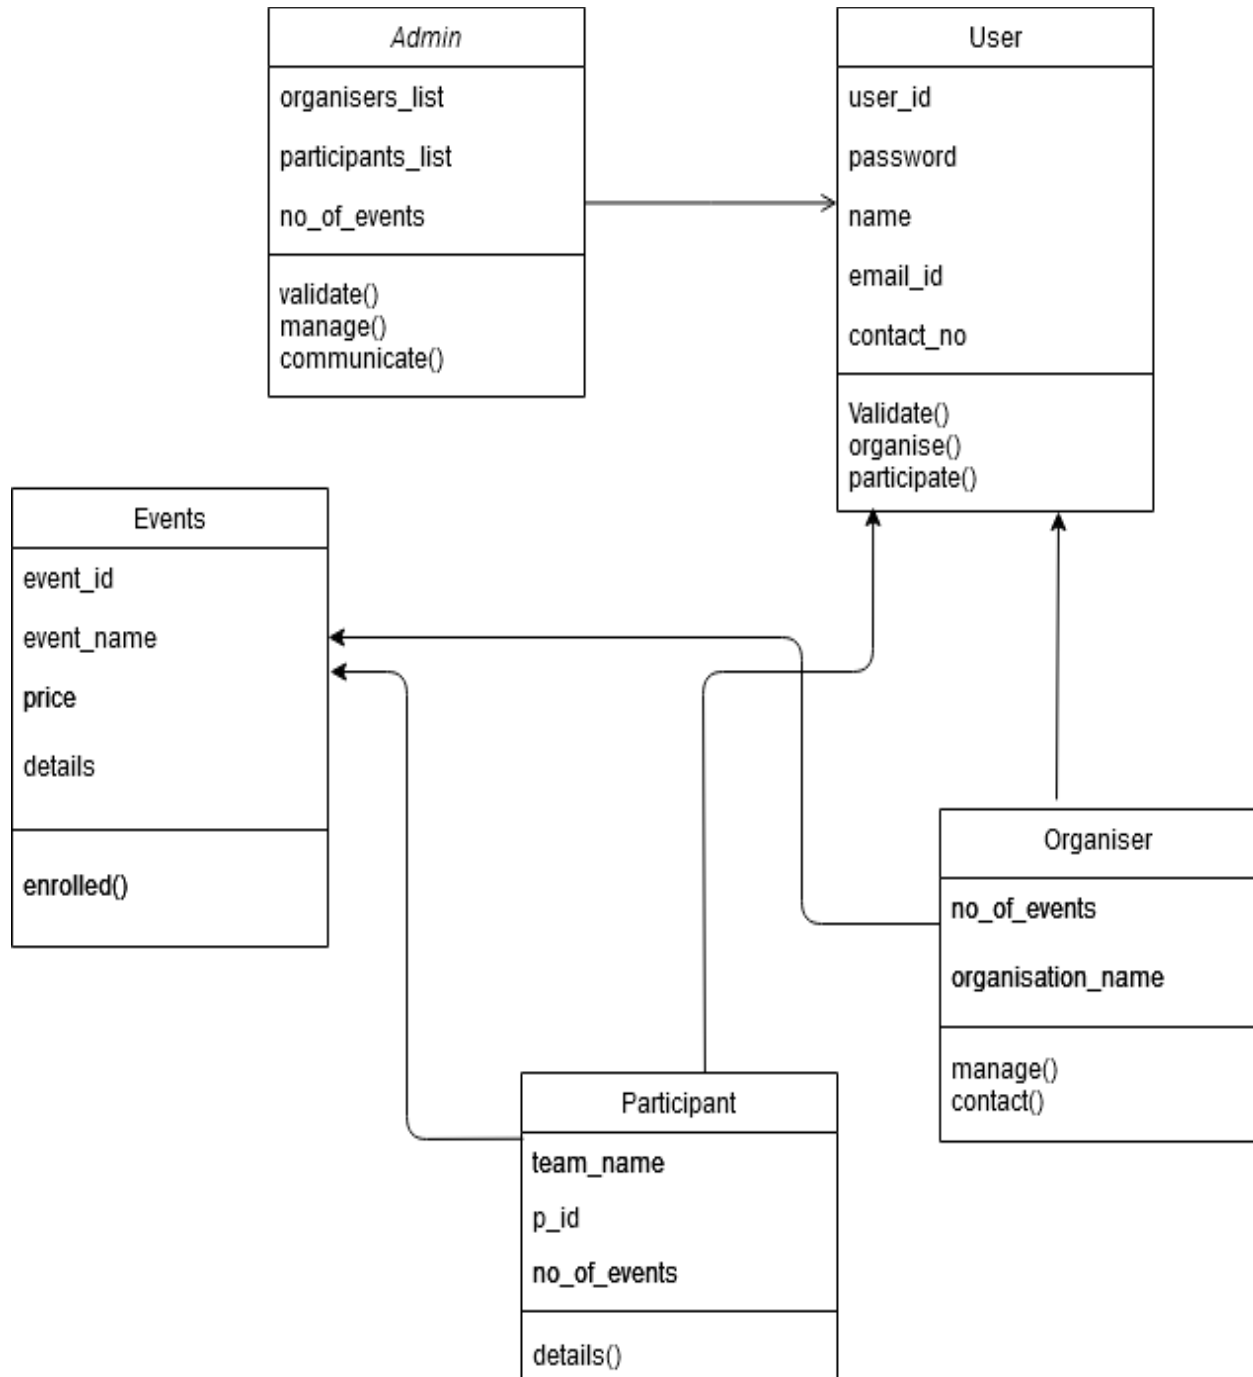 Admin
organisers_list
participants_list
no_of_events
validate()
manage()
communicate()
User
user_id
password
name
email_id
contact_no
Validate()
organise()
participate()
Events
event_id
event_name
price
details
enrolled()
Organiser
no_of_events
organisation_name
manage()
contact()
Participant
team_name
p_id
no_of_events
details()